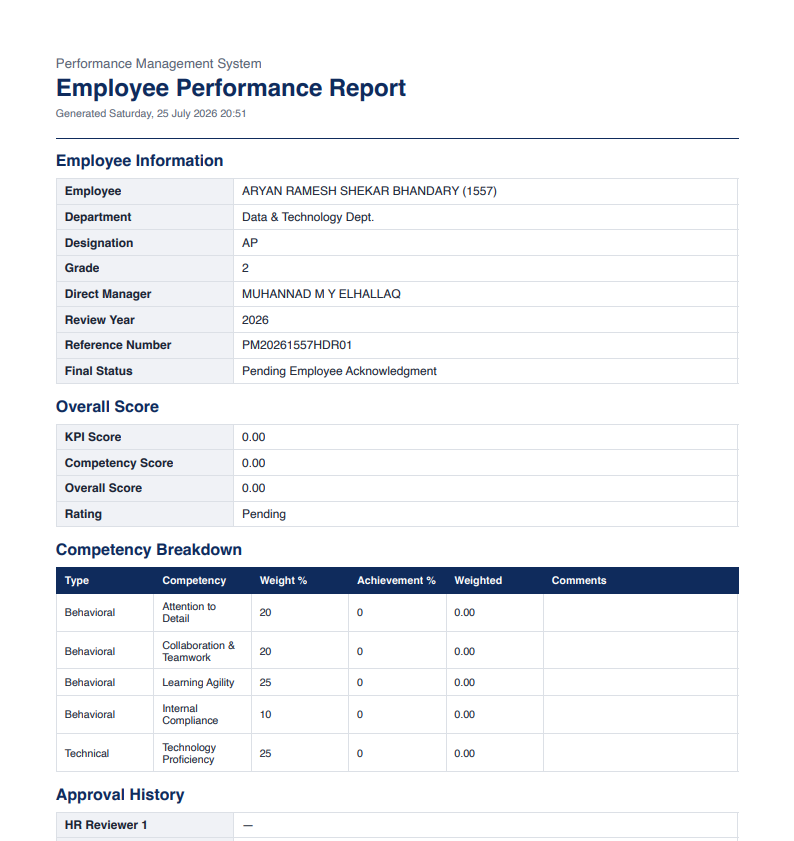 Performance Management System
Employee Performance Report
Generated Saturday, 25 July 2026 20:51
Employee Information
Employee ARYAN RAMESH SHEKAR BHANDARY (1557)
Department Data & Technology Dept.
Designation AP
Grade 2
Direct Manager MUHANNAD M Y ELHALLAQ
Review Year 2026
Reference Number PM20261557HDR01
Final Status Pending Employee Acknowledgment
Overall Score
KPI Score 0.00
Competency Score 0.00
Overall Score 0.00
Rating Pending
Competency Breakdown
Type Competency Weight % Achievement % Weighted Comments
Behavioral Attention to Detail 20 0 0.00
Behavioral Collaboration & Teamwork 20 0 0.00
Behavioral Learning Agility 25 0 0.00
Behavioral Internal Compliance 10 0 0.00
Technical Technology Proficiency 25 0 0.00
Approval History
HR Reviewer 1 —